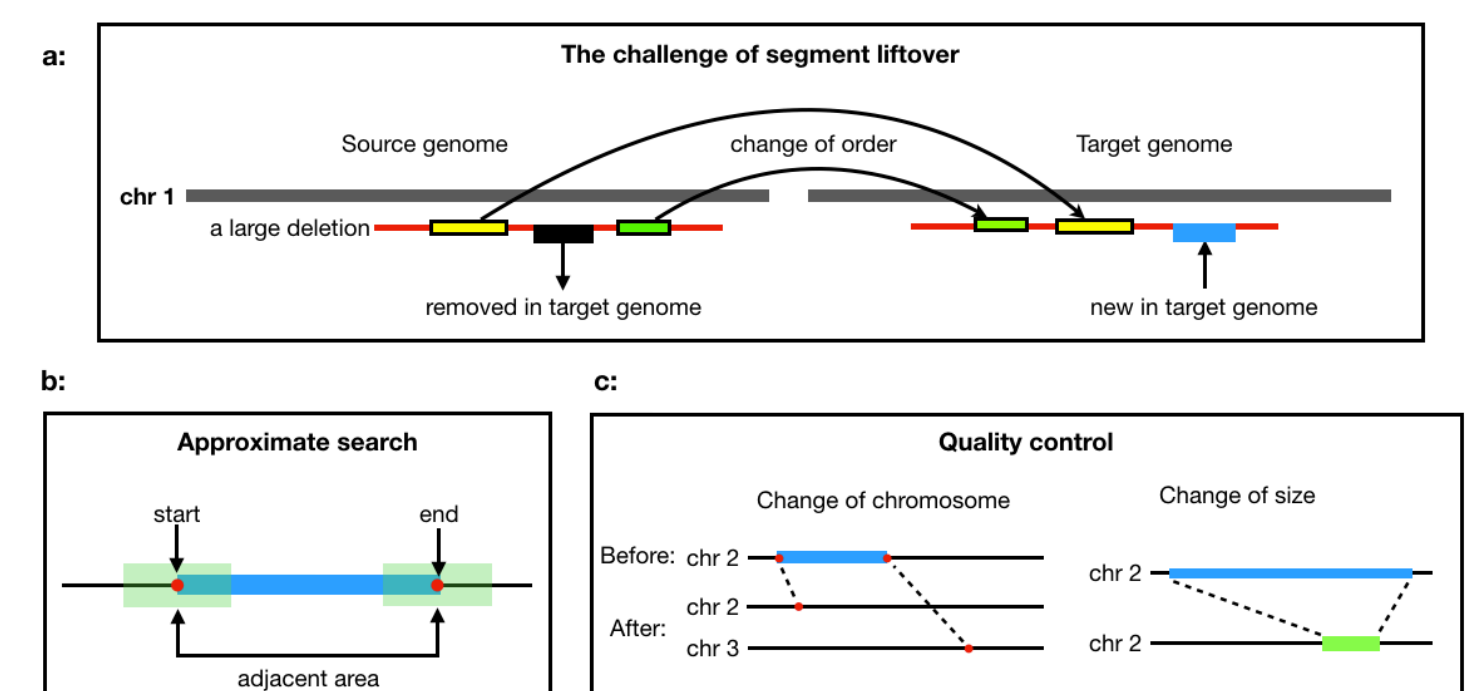 a:
The challenge of segment liftover
Source genome
change of order
Target genome
chr 1
a large deletion
removed in target genome
new in target genome
b:
Approximate search
start
end
adjacent area
c:
Quality control
Change of chromosome
Change of size
Before: chr 2
chr 2
After:
chr 3
chr 2
chr 2